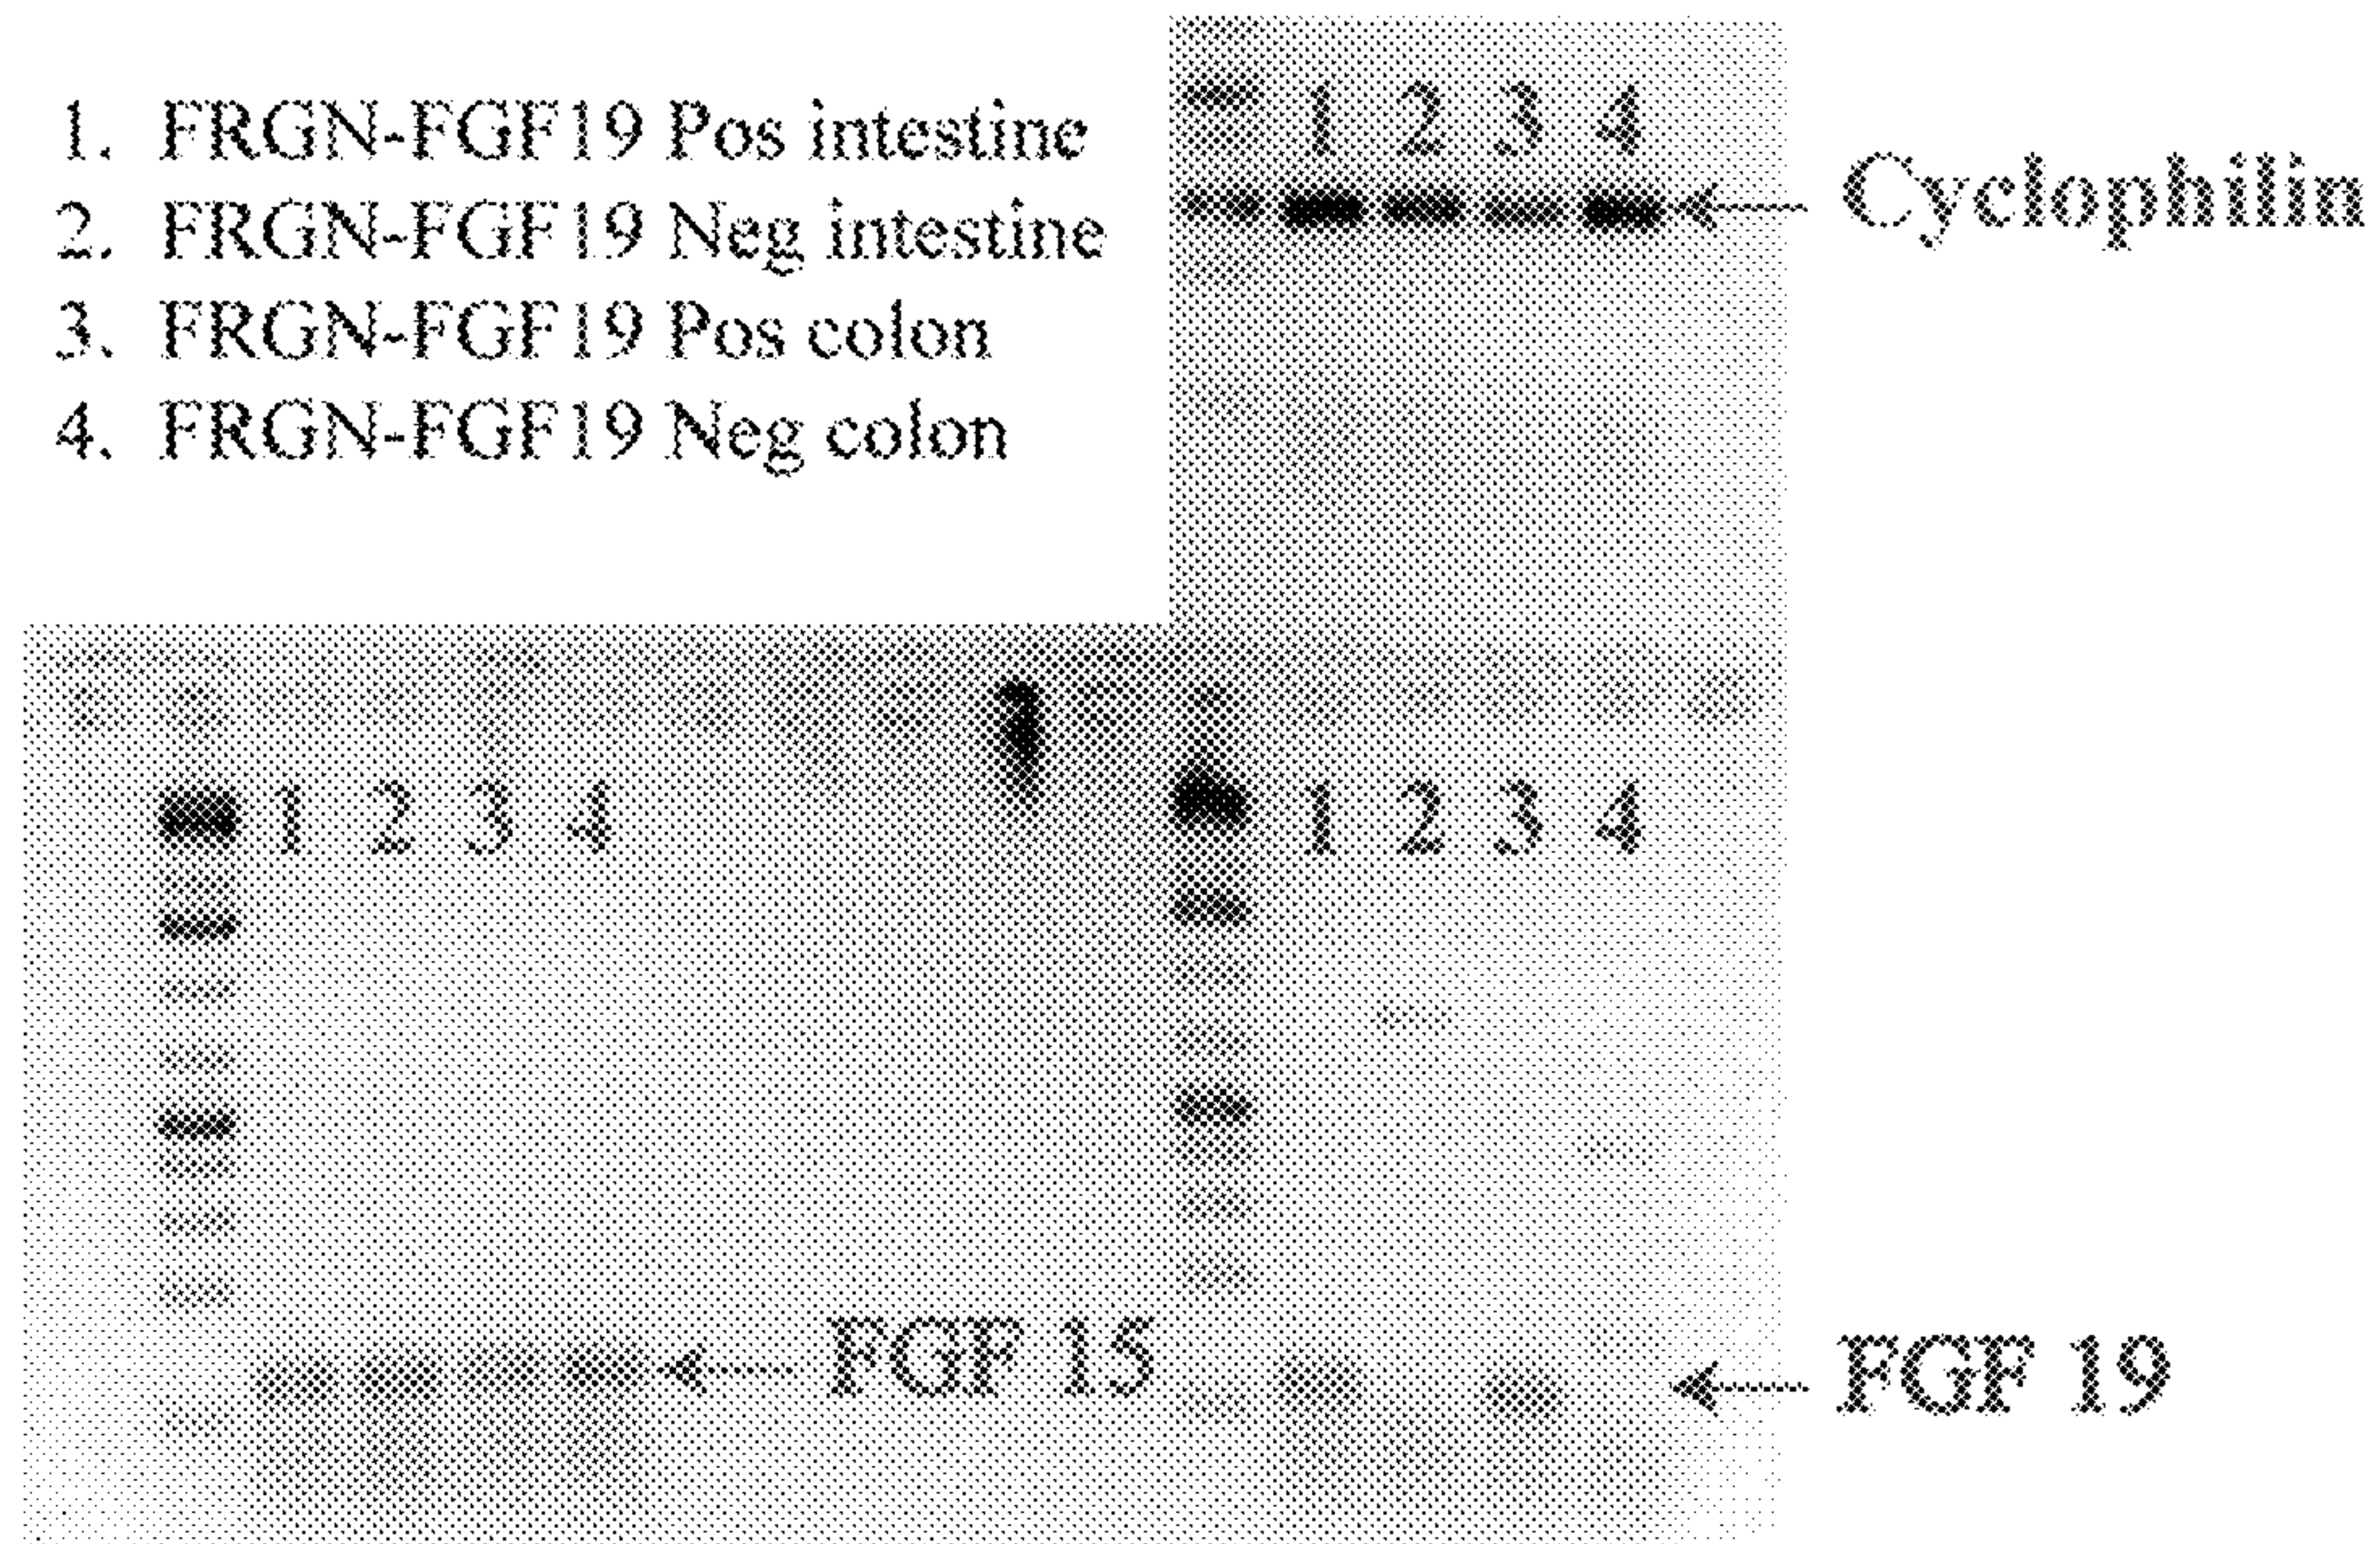 1. FRGN-FGF19 Pos intestine
2. FRGN-FGF19 Neg intestine
3. FRGN-FGF19 Pos colon
4. FRGN-FGF19 Neg colon
1 2 3 4
Cyclophilin
1 2 3 4
1 2 3 4
FGF 15
FGF 19